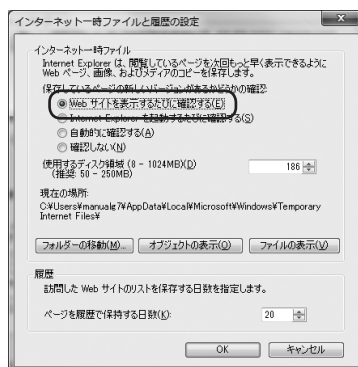 インターネット一時ファイルと履歴の設定
インターネット一時ファイル
Internet Explorer は、閲覧しているページを次回もっと早く表示できるように
Web ページ、画像、およびメディアのコピーを保存します。
保存しているページの新しいバージョンがあるかどうかの確認:
Web サイトを表示するたびに確認する(E)
Internet Explorer を起動するたびに確認する(S)
自動的に確認する(A)
確認しない(N)
使用するディスク領域 (8 - 1024MB)(D)
186
(推奨: 50 - 250MB)
現在の場所:
C:¥Users¥manualg7¥AppData¥Local¥Microsoft¥Windows¥Temporary
Internet Files¥
フォルダーの移動(M)...
オブジェクトの表示(O)
ファイルの表示(V)
履歴
訪問した Web サイトのリストを保存する日数を指定します。
ページを履歴で保持する日数(K):
20
OK
キャンセル